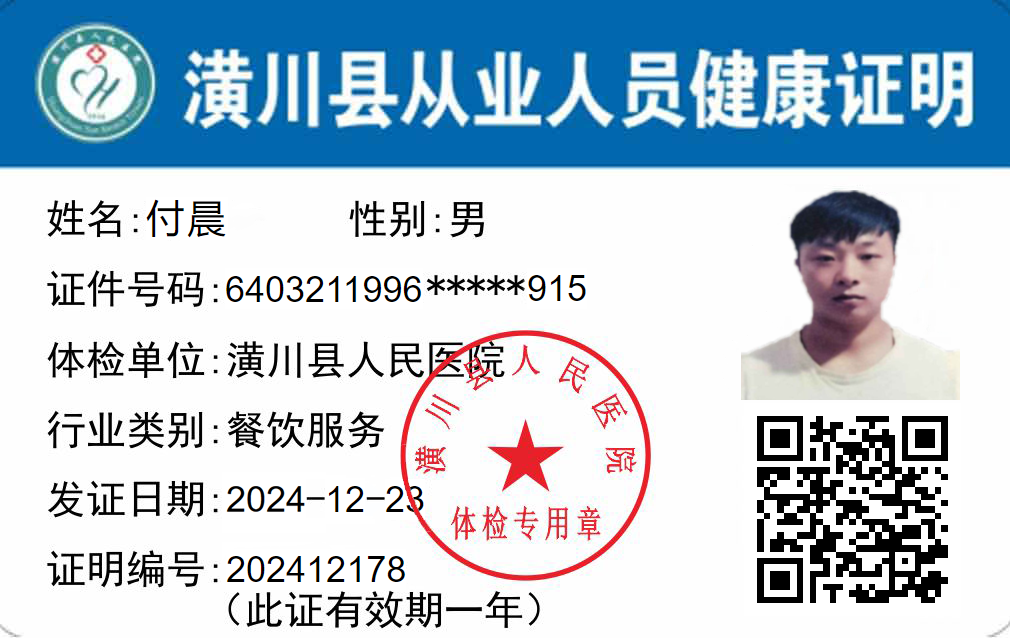 潢川县从业人员健康证明
姓名:付晨 性别:男
证件号码:6403211996*****915
体检单位:潢川县人民医院
行业类别:餐饮服务
发证日期:2024-12-23
证明编号:202412178
（此证有效期一年）
潢川县人民医院
体检专用章